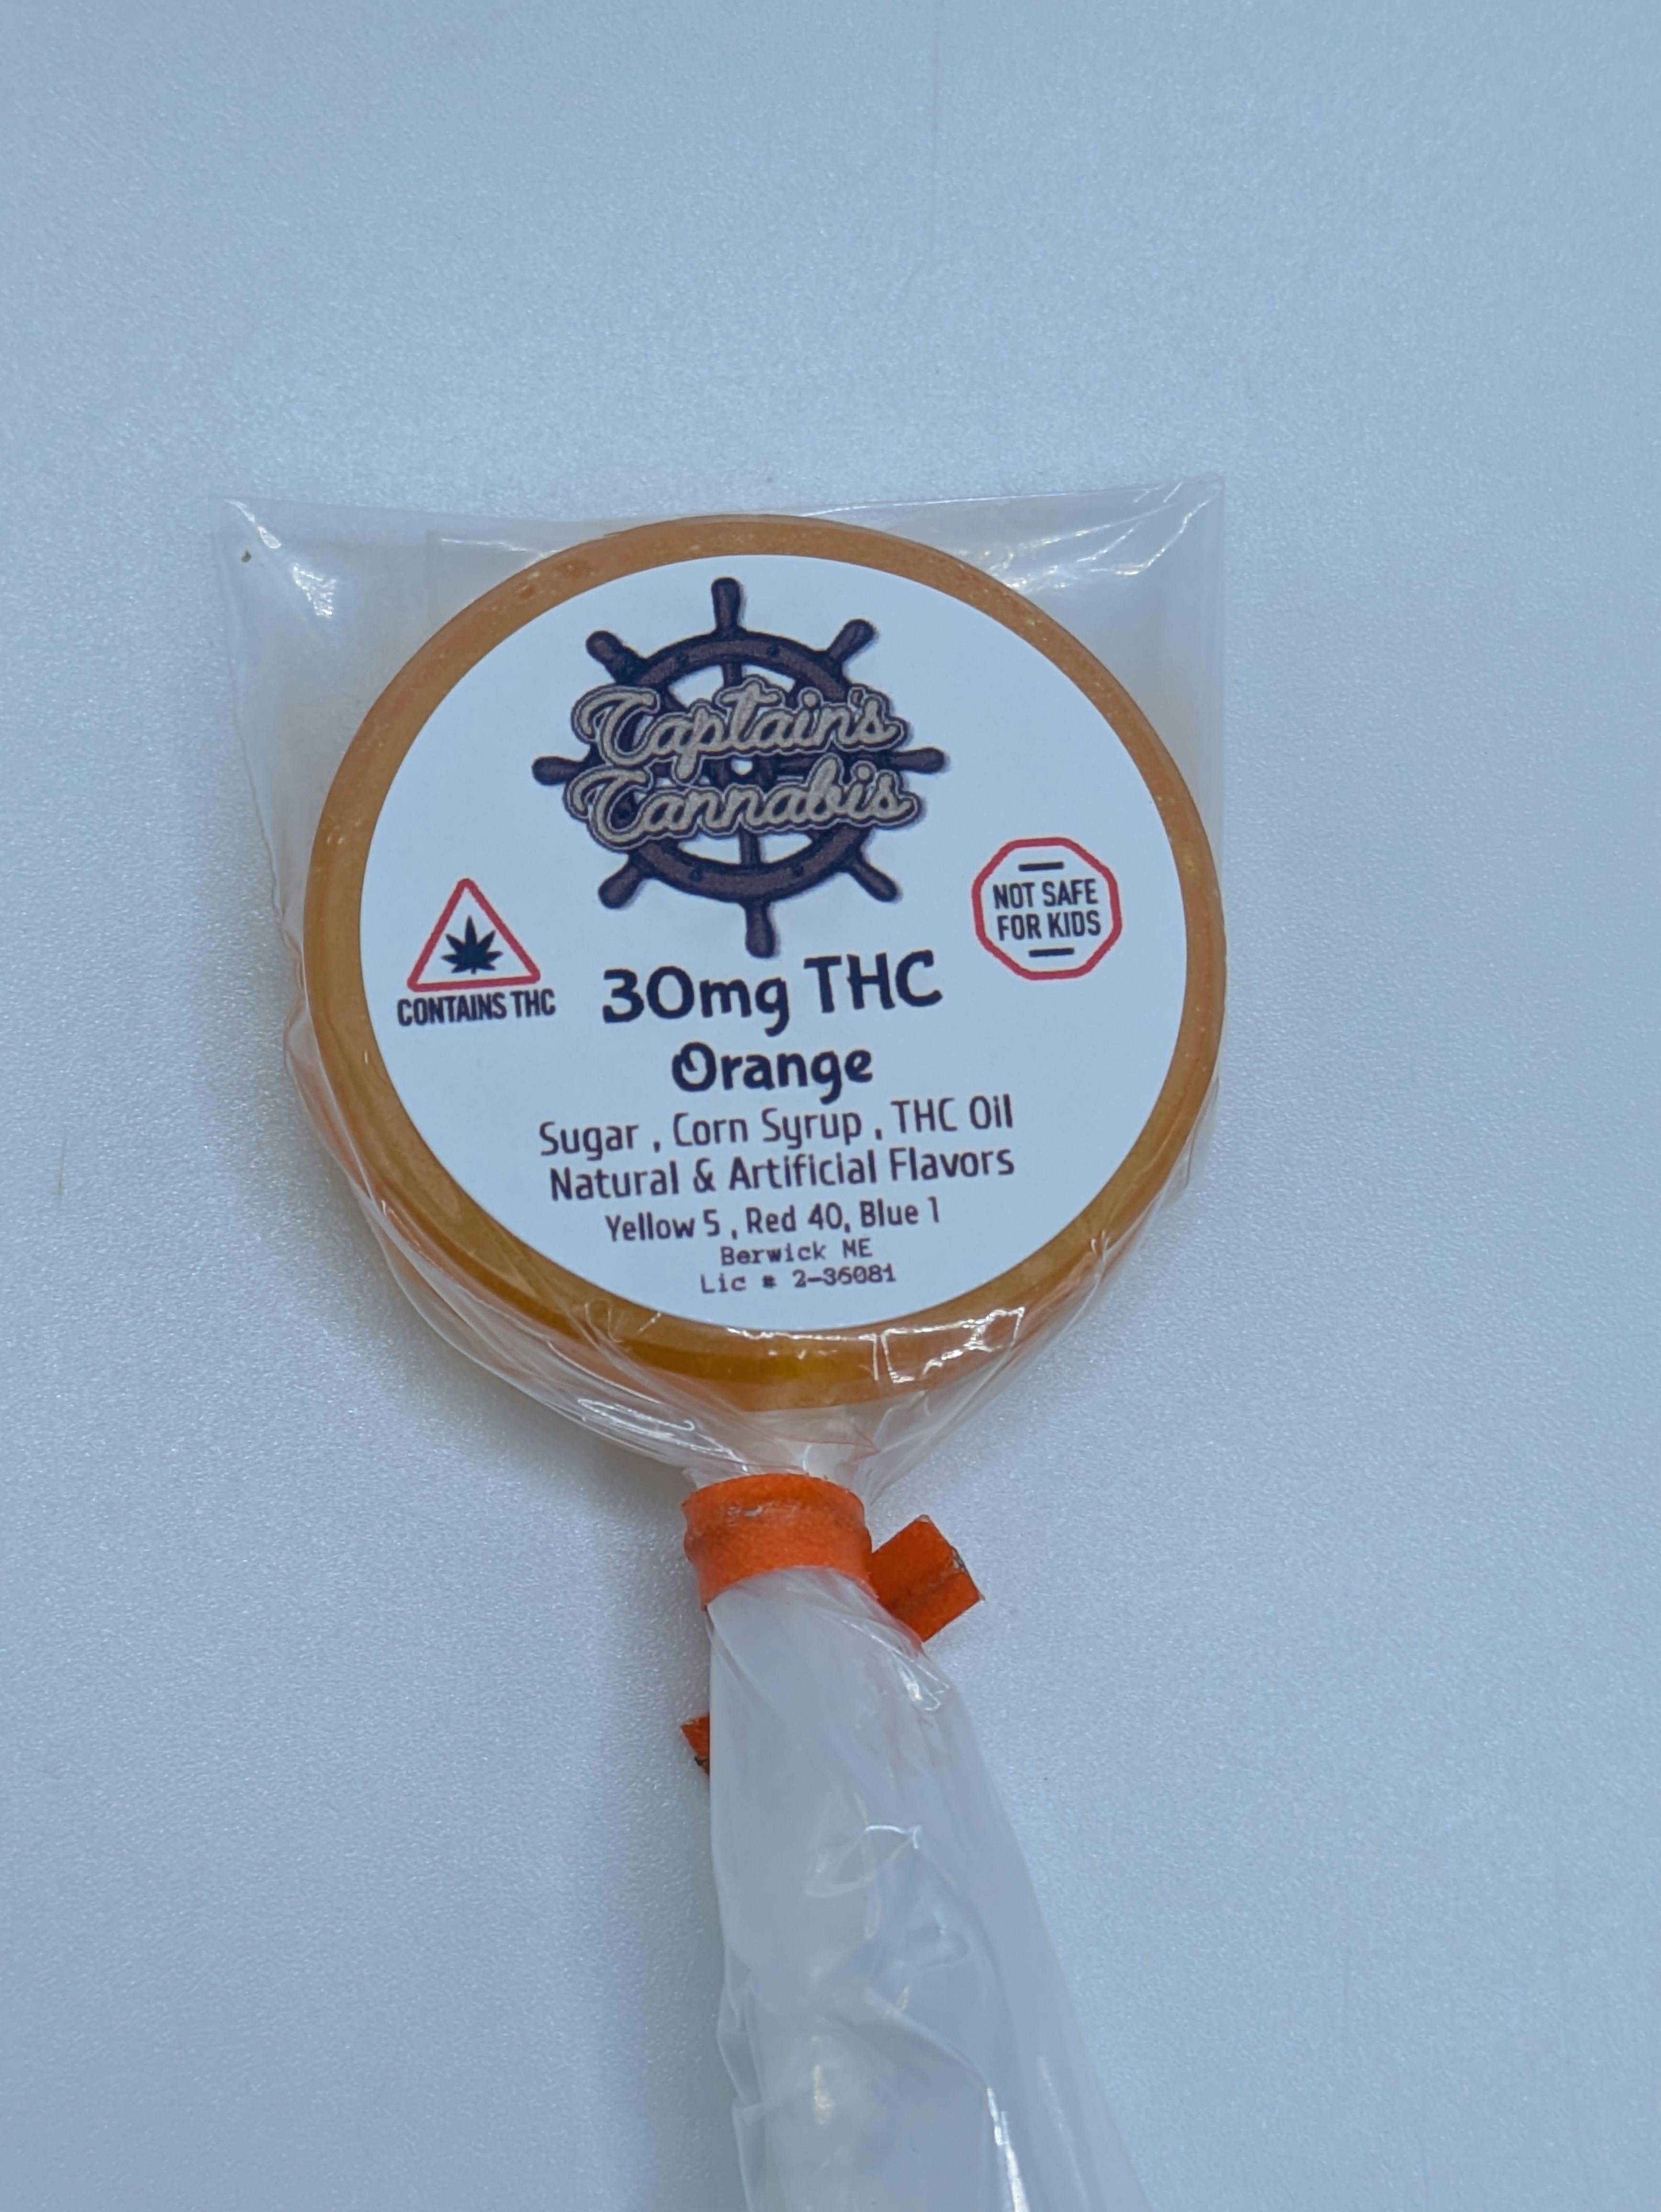 Captain's
Cannabis
NOT SAFE
FOR KIDS
CONTAINS THC
30mg THC
Orange
Sugar , Corn Syrup , THC Oil
Natural & Artificial Flavors
Yellow 5 , Red 40, Blue 1
Berwick ME
Lic # 2-36081